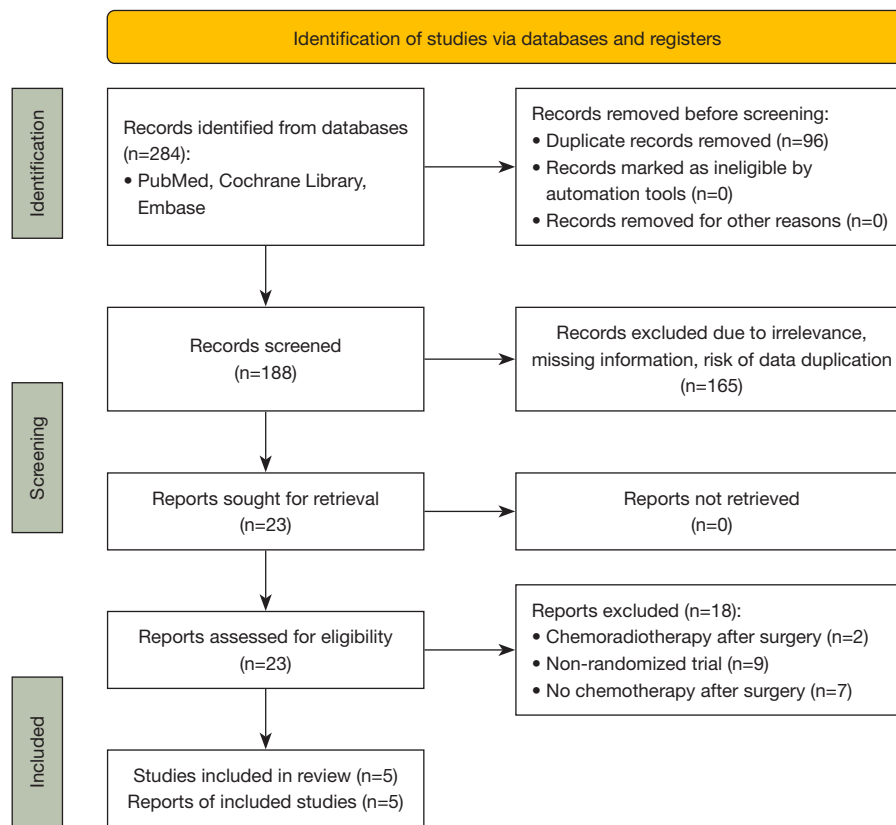 Identification of studies via databases and registers
Identification
Records identified from databases
(n=284):
• PubMed, Cochrane Library,
Embase
Records removed before screening:
• Duplicate records removed (n=96)
• Records marked as ineligible by
automation tools (n=0)
• Records removed for other reasons (n=0)
Screening
Records screened
(n=188)
Records excluded due to irrelevance,
missing information, risk of data duplication
(n=165)
Reports sought for retrieval
(n=23)
Reports not retrieved
(n=0)
Reports assessed for eligibility
(n=23)
Reports excluded (n=18):
• Chemoradiotherapy after surgery (n=2)
• Non-randomized trial (n=9)
• No chemotherapy after surgery (n=7)
Included
Studies included in review (n=5)
Reports of included studies (n=5)